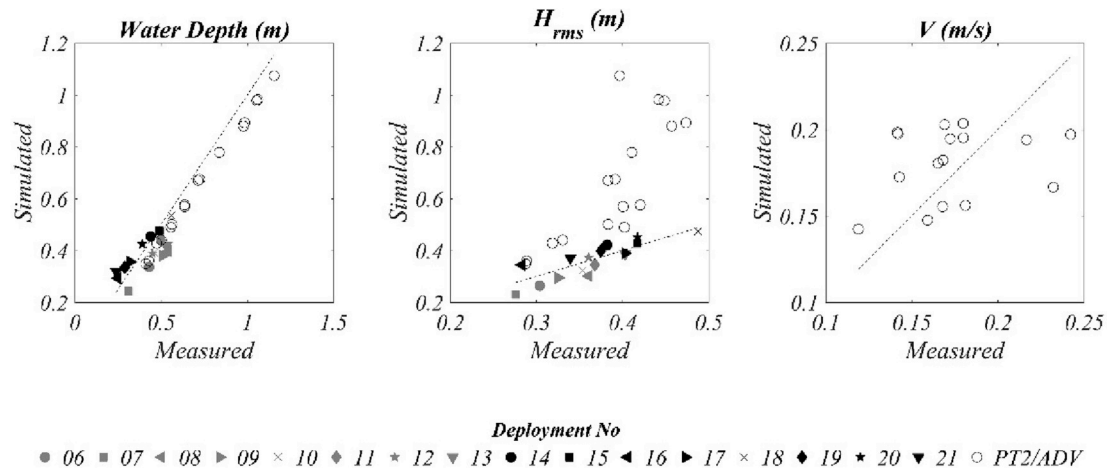 Water Depth (m)
1.2
1
0.8
0.6
0.4
0.2
0
0.5
1
1.5
Simulated
Measured
H_rms (m)
1.2
1
0.8
0.6
0.4
0.2
0.2
0.3
0.4
0.5
Simulated
Measured
V (m/s)
0.25
0.2
0.15
0.1
0.1
0.15
0.2
0.25
Simulated
Measured
Deployment No
06 07 08 09 10 11 12 13 14 15 16 17 18 19 20 21 PT2/ADV